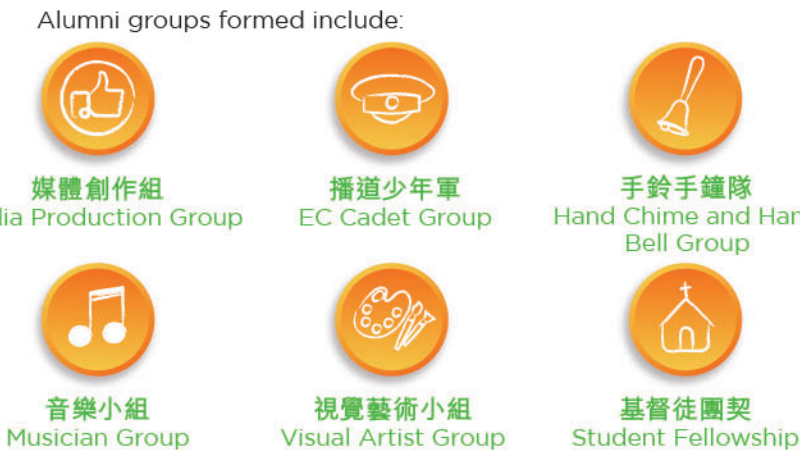 Alumni groups formed include:
媒體創作組
dia Production Group
播道少年軍
EC Cadet Group
手鈴手鐘隊
Hand Chime and Han
Bell Group
音樂小組
Musician Group
視覺藝術小組
Visual Artist Group
基督徒團契
Student Fellowship